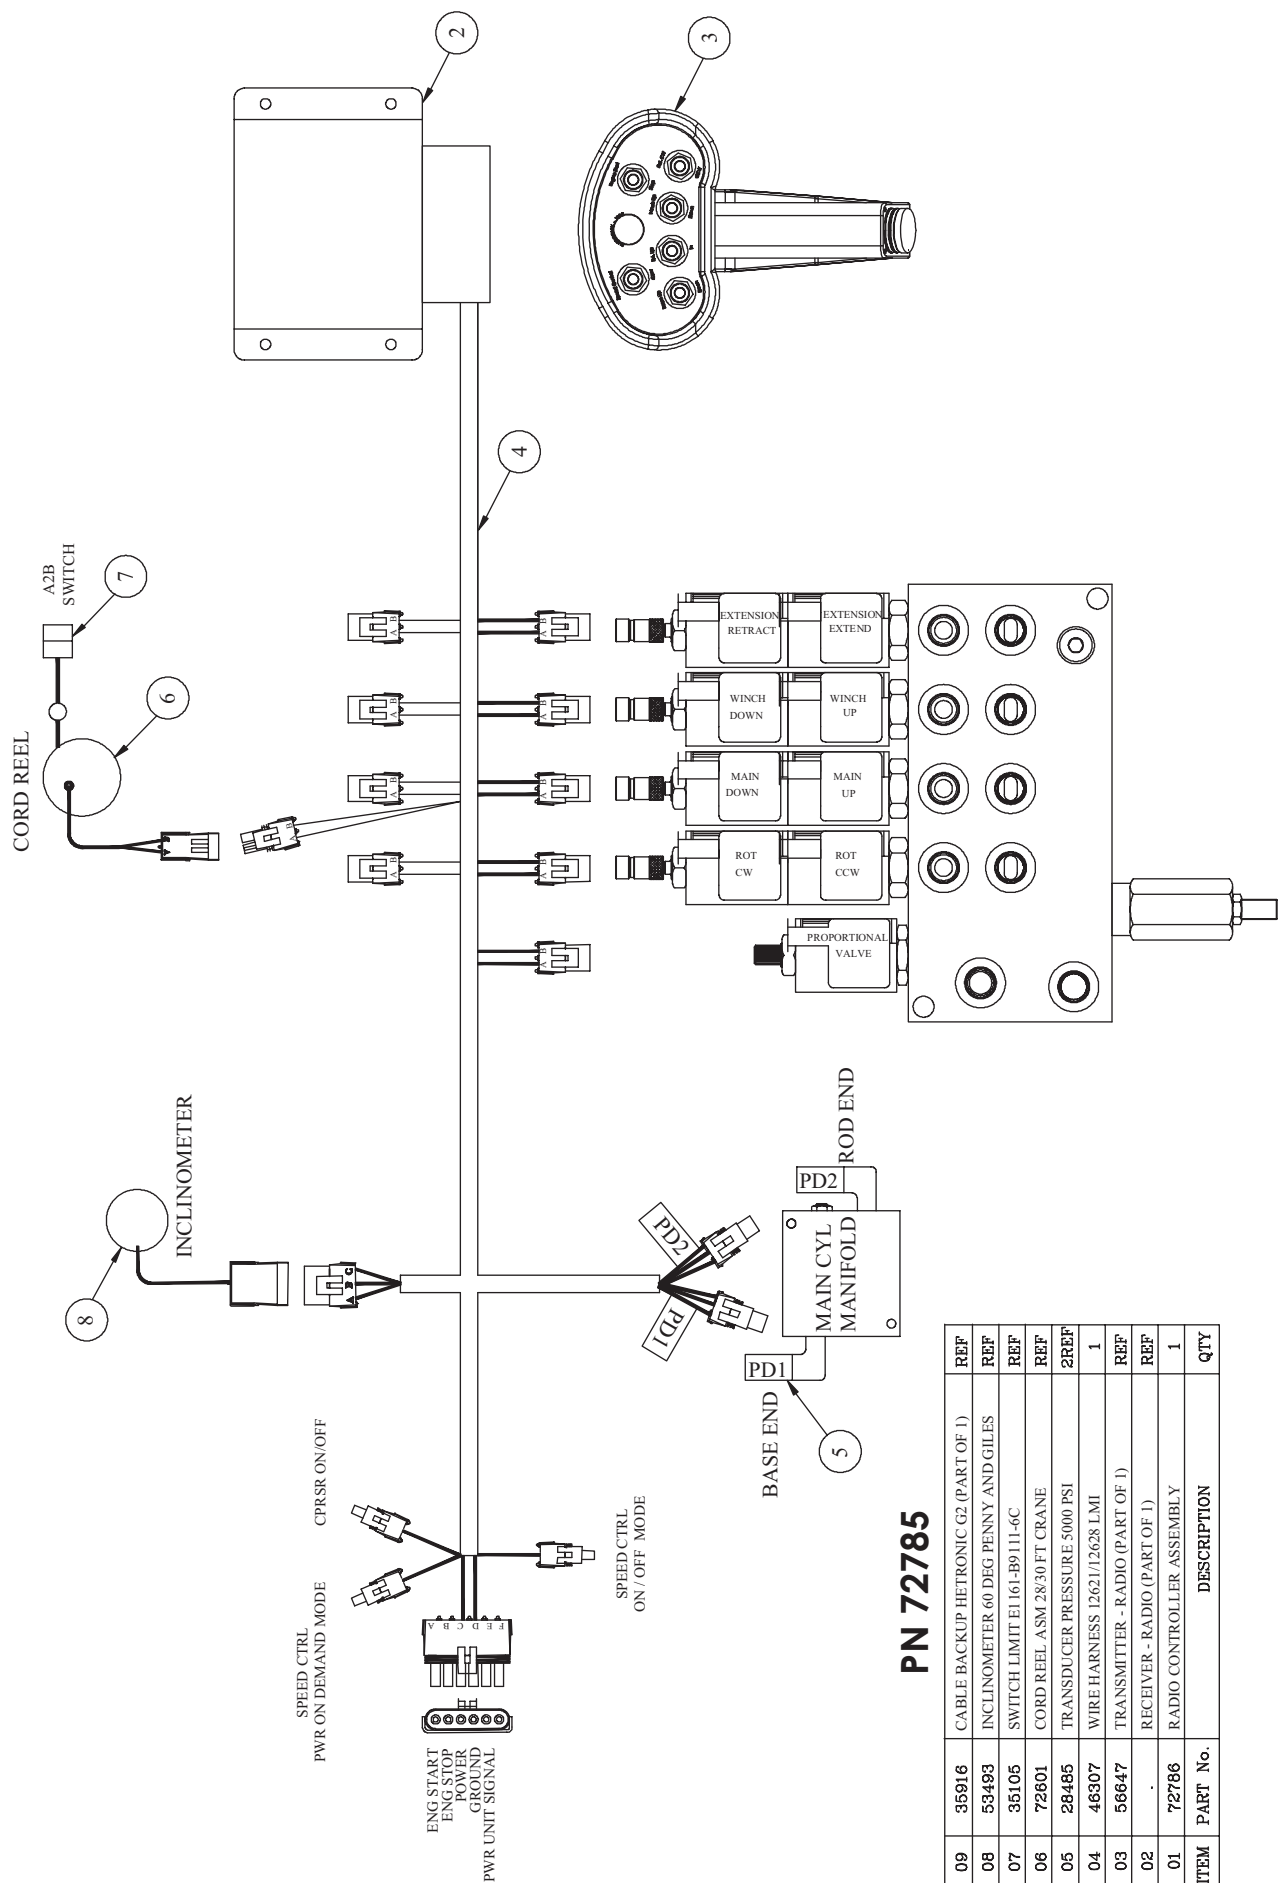 2
3
4
CORD REEL
A2B
SWITCH
7
6
B
A
B
A
B
A
B
A
B
A
B
A
B
A
B
A
B
A
B
A
EXTENSION
RETRACT
EXTENSION
EXTEND
WINCH
DOWN
WINCH
UP
MAIN
DOWN
MAIN
UP
ROT
CW
ROT
CCW
PROPORTIONAL
VALVE
8
INCLINOMETER
A B C
PD2
PD1
PD2
ROD END
MAIN CYL
MANIFOLD
PD1
BASE END
5
SPEED CTRL
PWR ON DEMAND MODE
CPRSR ON/OFF
SPEED CTRL
ON / OFF MODE
F E D C B A
ENG START
ENG STOP
POWER
GROUND
PWR UNIT SIGNAL
PN 72785
09 35916 CABLE BACKUP HETRONIC G2 (PART OF 1) REF
08 53493 INCLINOMETER 60 DEG PENNY AND GILES REF
07 35105 SWITCH LIMIT E1161-B9111-6C REF
06 72601 CORD REEL ASM 28/30 FT CRANE REF
05 28485 TRANSDUCER PRESSURE 5000 PSI 2REF
04 46307 WIRE HARNESS 12621/12628 LMI 1
03 56647 TRANSMITTER - RADIO (PART OF 1) REF
02 . RECEIVER - RADIO (PART OF 1) REF
01 72786 RADIO CONTROLLER ASSEMBLY 1
ITEM PART No. DESCRIPTION QTY